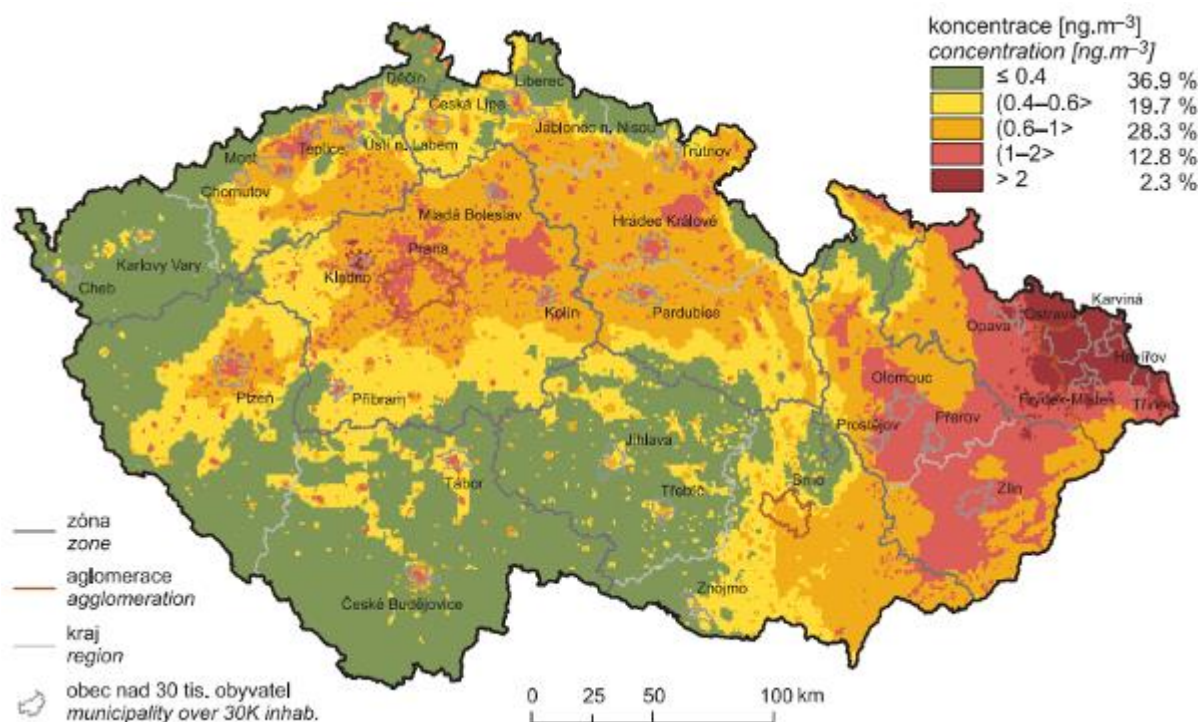 koncentrace [ng.m–3]
concentration [ng.m–3]
≤ 0.4 36.9 %
(0.4–0.6> 19.7 %
(0.6–1> 28.3 %
(1–2> 12.8 %
> 2 2.3 %
Děčín
Liberec
Česká Lípa
Jablonec n. Nisou
Ústí n. Labem
Teplice
Most
Trutnov
Chomutov
Mladá Boleslav
Hradec Králové
Praha
Karlovy Vary
Kladno
Cheb
Kolín
Pardubice
Karviná
Ostrava
Opava
Havířov
Olomouc
Frýdek-Místek
Třinec
Plzeň
Příbram
Prostějov
Přerov
Jihlava
Tábor
Třebíč
Brno
Zlín
České Budějovice
Znojmo
zóna
zone
aglomerace
agglomeration
kraj
region
obec nad 30 tis. obyvatel
municipality over 30K inhab.
0 25 50 100 km